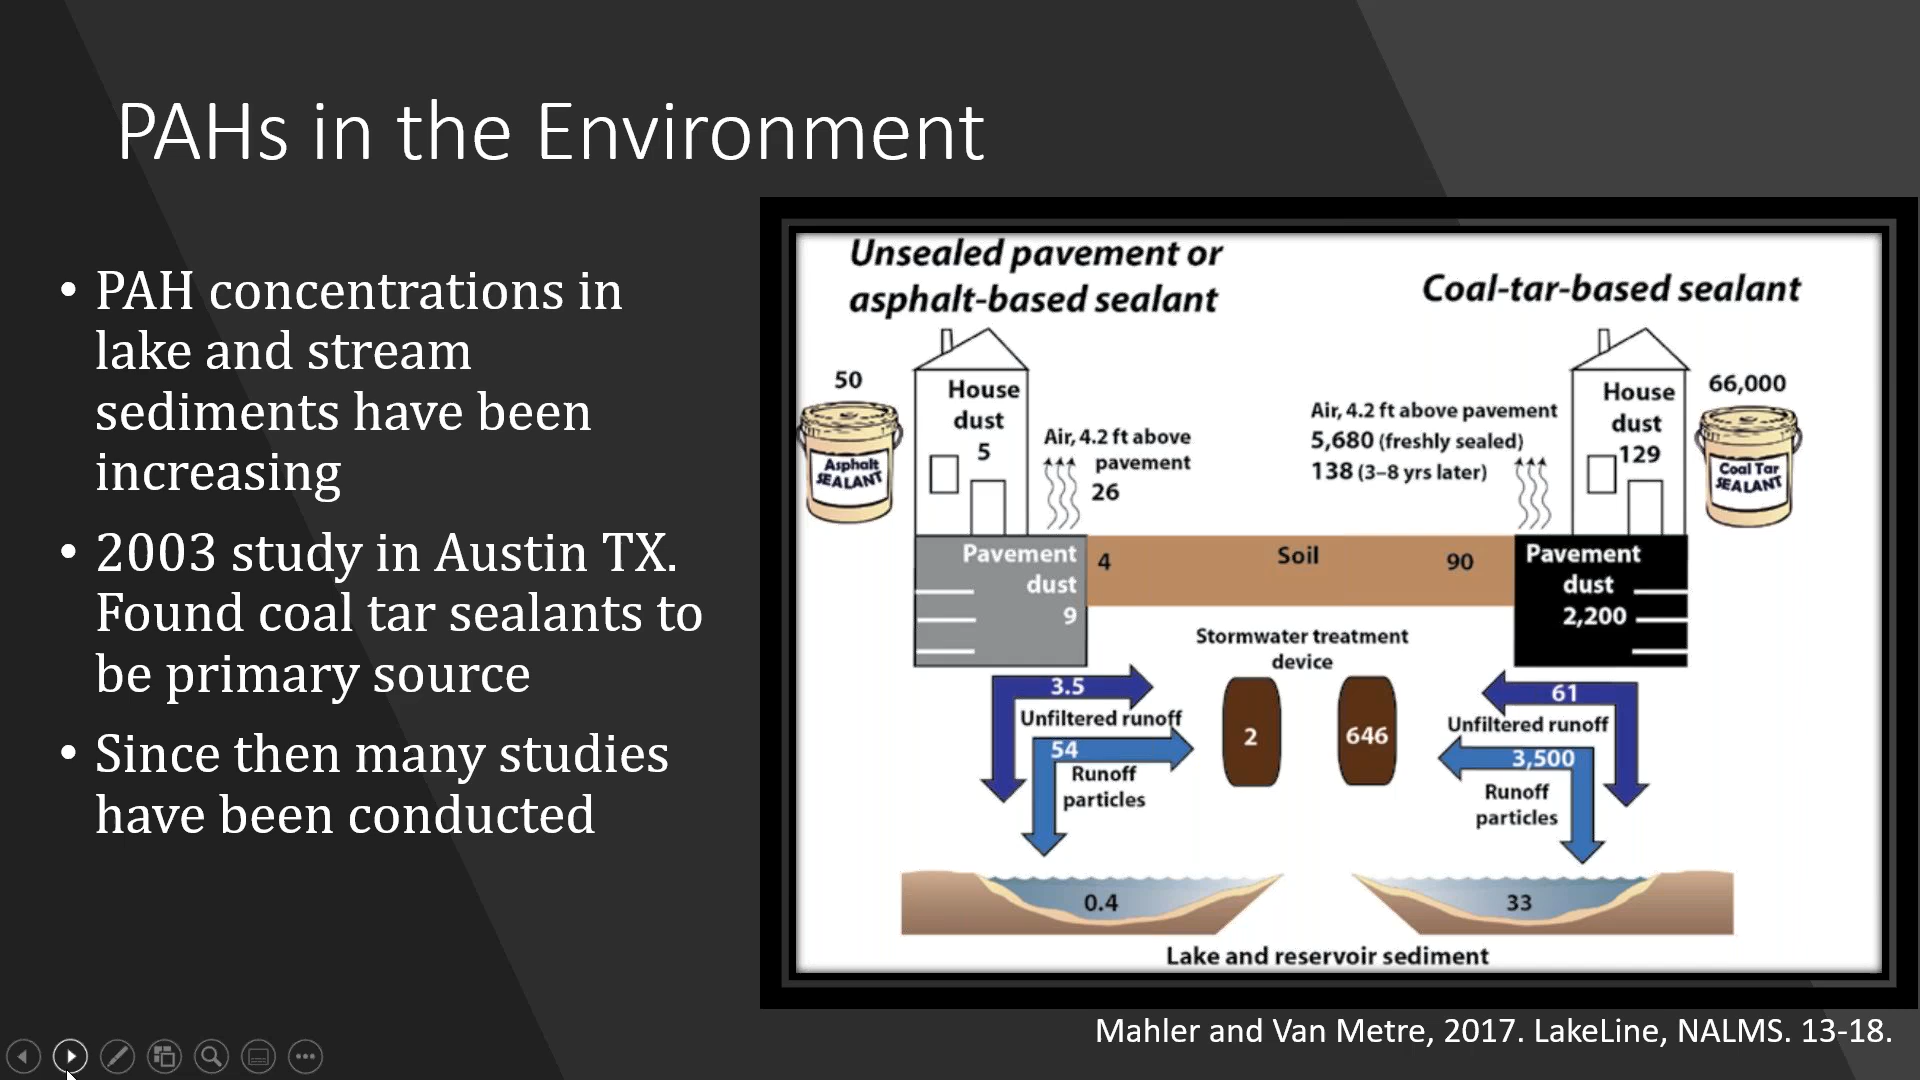 PAHs in the Environment
• PAH concentrations in
lake and stream
sediments have been
increasing
• 2003 study in Austin TX.
Found coal tar sealants to
be primary source
• Since then many studies
have been conducted
Unsealed pavement or
asphalt-based sealant
50
Asphalt
SEALANT
House
dust
5
Air, 4.2 ft above
pavement
26
Pavement
dust
9
4
Soil
90
Coal-tar-based sealant
Air, 4.2 ft above pavement
5,680 (freshly sealed)
138 (3–8 yrs later)
House
dust
129
66,000
Coal Tar
SEALANT
Pavement
dust
2,200
Stormwater treatment
device
2
646
3.5
Unfiltered runoff
54
Runoff
particles
61
Unfiltered runoff
3,500
Runoff
particles
0.4
33
Lake and reservoir sediment
Mahler and Van Metre, 2017. LakeLine, NALMS. 13-18.